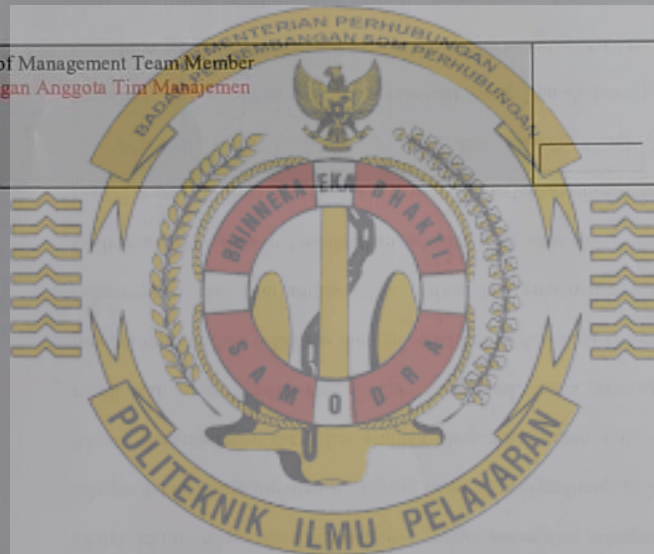 KEMENTERIAN PERHUBUNGAN
BADAN PENGEMBANGAN SDM PERHUBUNGAN
of Management Team Member
gan Anggota Tim Manajemen
BHINNEKA EKA BHAKTI
SAMODRA
POLITEKNIK ILMU PELAYARAN